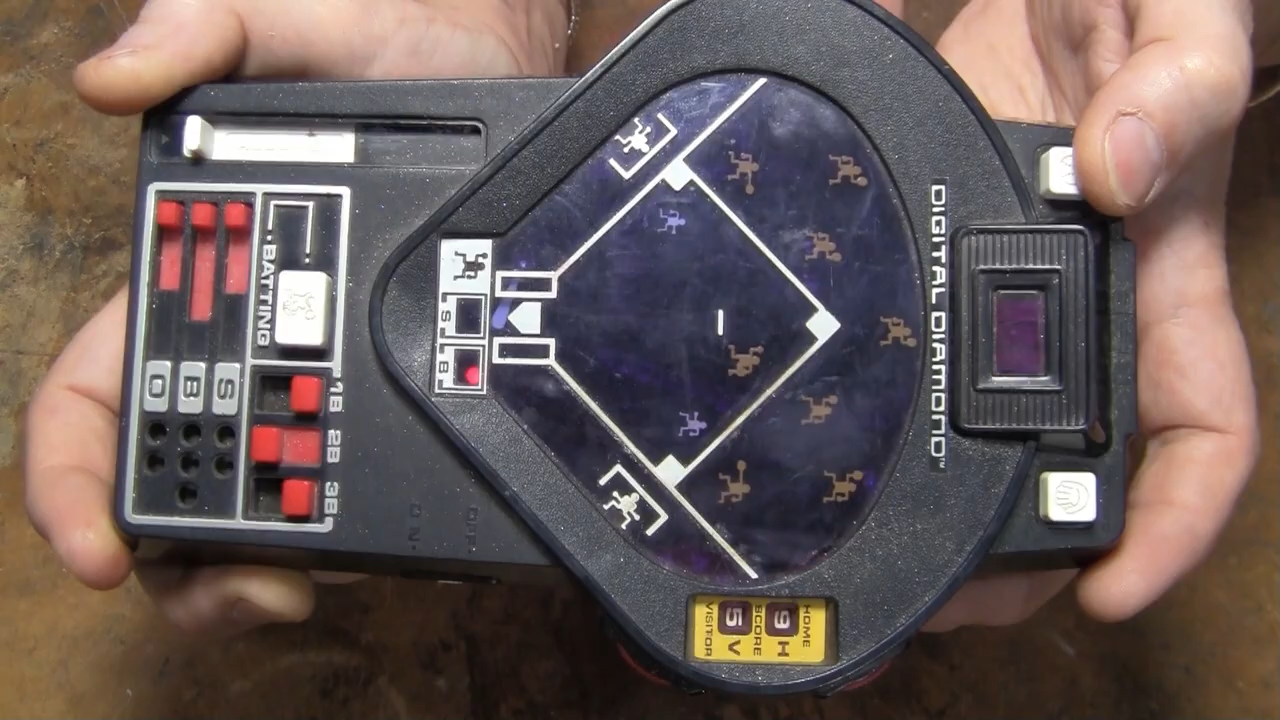 DIGITAL DIAMOND™
S
B
BATTING
O
B
S
1B
2B
3B
ON
OFF
HOME
9 H
SCORE
5 V
VISITOR